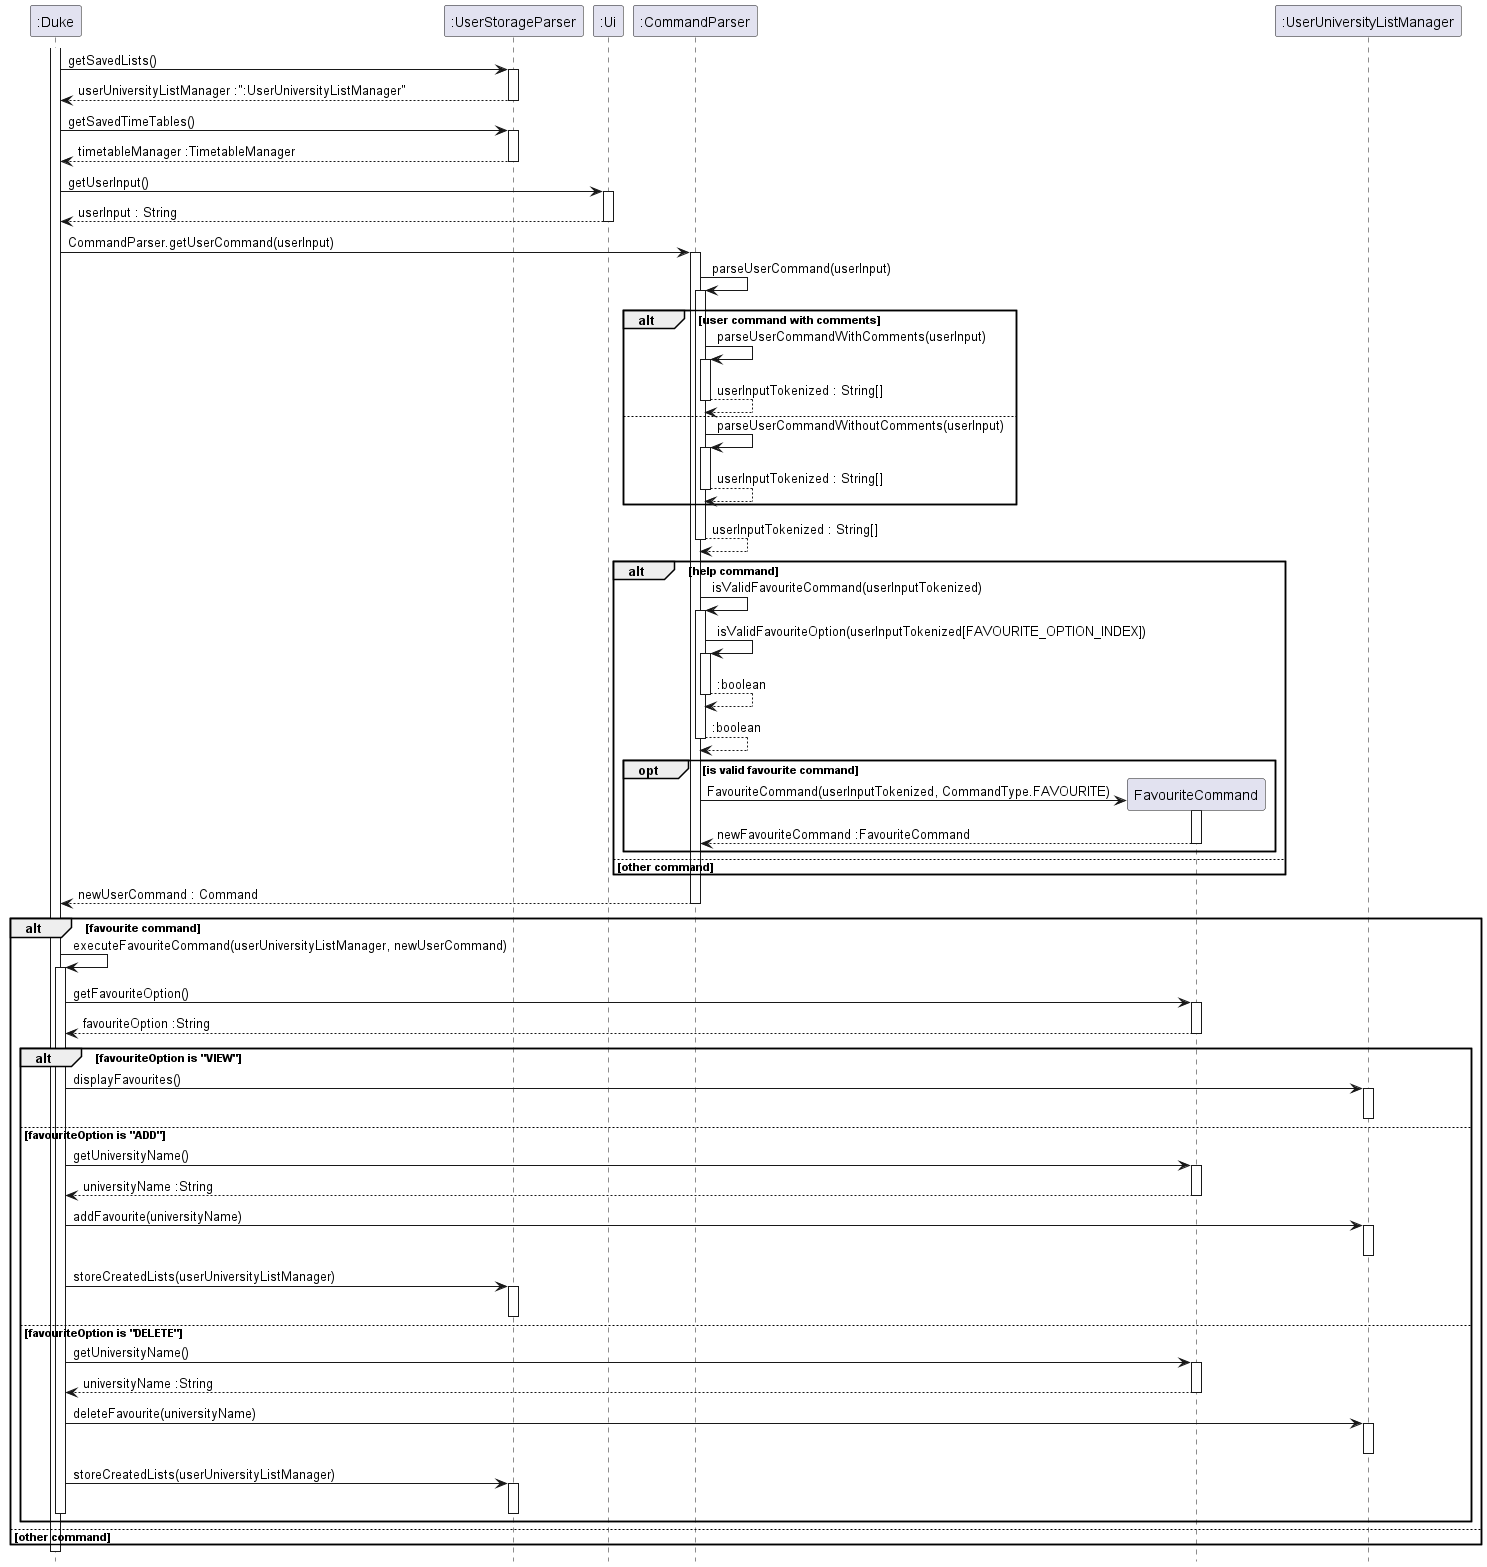 :Duke
:UserStorageParser
:Ui
:CommandParser
:UserUniversityListManager
getSavedLists()
userUniversityListManager :":UserUniversityListManager"
getSavedTimeTables()
timetableManager :TimetableManager
getUserInput()
userInput : String
CommandParser.getUserCommand(userInput)
parseUserCommand(userInput)
alt
[user command with comments]
parseUserCommandWithComments(userInput)
userInputTokenized : String[]
parseUserCommandWithoutComments(userInput)
userInputTokenized : String[]
userInputTokenized : String[]
alt
[help command]
isValidFavouriteCommand(userInputTokenized)
isValidFavouriteOption(userInputTokenized[FAVOURITE_OPTION_INDEX])
:boolean
:boolean
opt
[is valid favourite command]
FavouriteCommand(userInputTokenized, CommandType.FAVOURITE)
FavouriteCommand
newFavouriteCommand :FavouriteCommand
[other command]
newUserCommand : Command
alt
[favourite command]
executeFavouriteCommand(userUniversityListManager, newUserCommand)
getFavouriteOption()
favouriteOption :String
alt
[favouriteOption is "VIEW"]
displayFavourites()
[favouriteOption is "ADD"]
getUniversityName()
universityName :String
addFavourite(universityName)
storeCreatedLists(userUniversityListManager)
[favouriteOption is "DELETE"]
getUniversityName()
universityName :String
deleteFavourite(universityName)
storeCreatedLists(userUniversityListManager)
[other command]